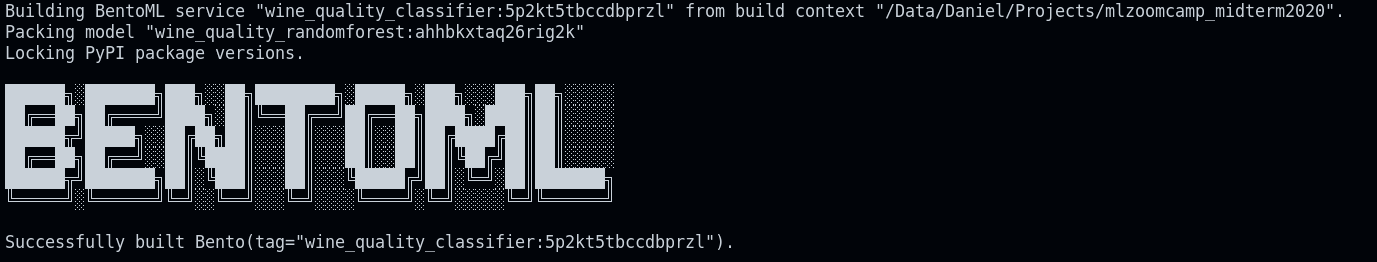 Building BentoML service "wine_quality_classifier:5p2kt5tbccdbprzl" from build context "/Data/Daniel/Projects/mlzoomcamp_midterm2020".
Packing model "wine_quality_randomforest:ahhbkxtaq26rig2k"
Locking PyPI package versions.
BENTOML
Successfully built Bento(tag="wine_quality_classifier:5p2kt5tbccdbprzl").